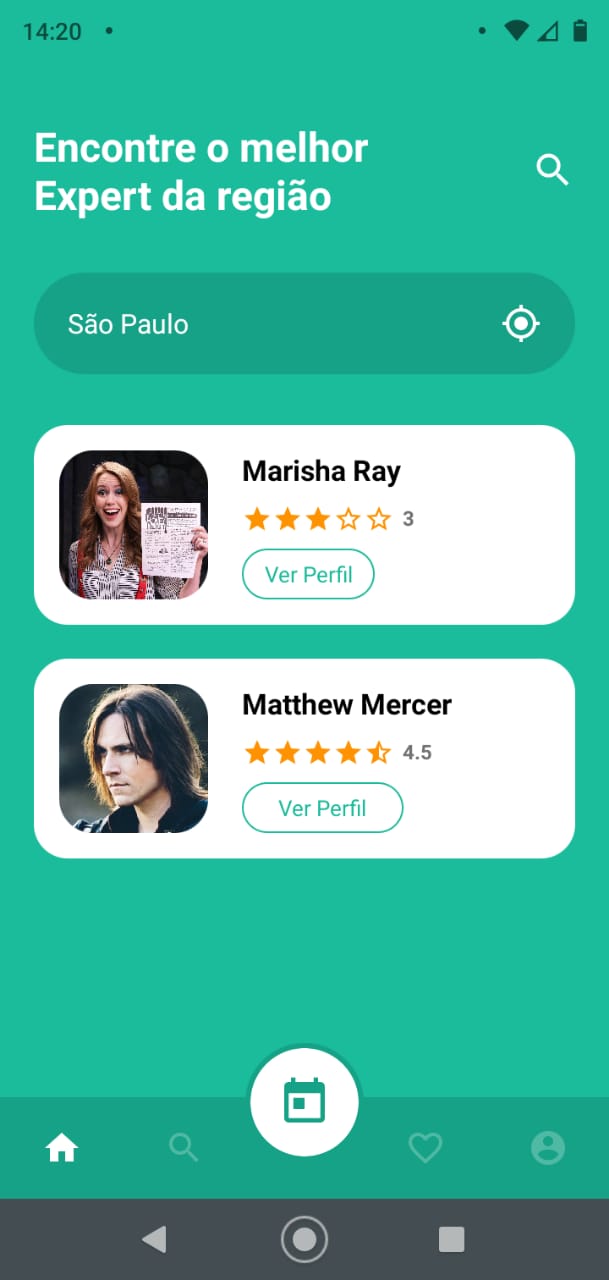 14:20
Encontre o melhor
Expert da região
São Paulo
Marisha Ray
3
Ver Perfil
Matthew Mercer
4.5
Ver Perfil